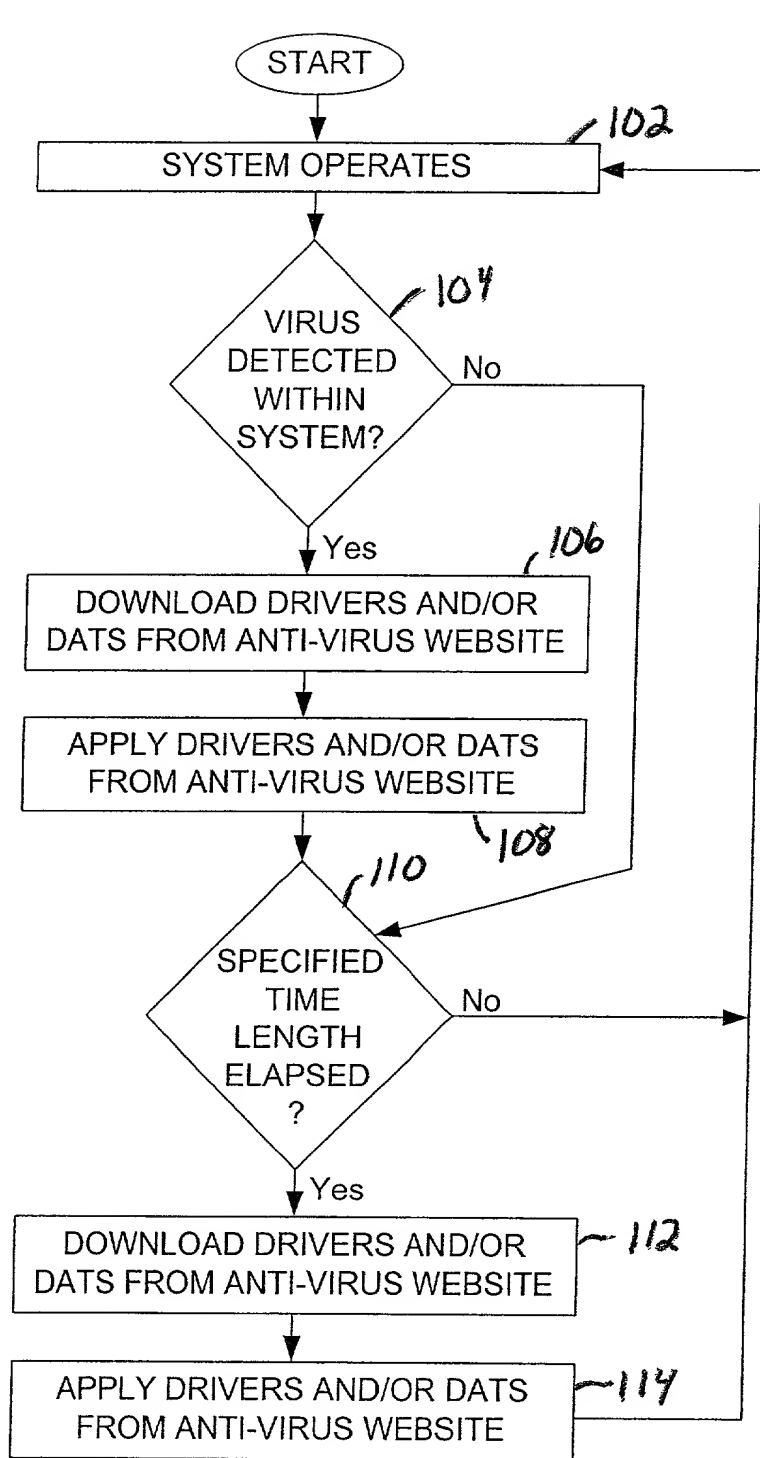 START
102
SYSTEM OPERATES
104
VIRUS
DETECTED
WITHIN
SYSTEM?
No
Yes
106
DOWNLOAD DRIVERS AND/OR
DATS FROM ANTI-VIRUS WEBSITE
APPLY DRIVERS AND/OR DATS
FROM ANTI-VIRUS WEBSITE
108
110
SPECIFIED
TIME
LENGTH
ELAPSED
?
No
Yes
DOWNLOAD DRIVERS AND/OR
DATS FROM ANTI-VIRUS WEBSITE
112
APPLY DRIVERS AND/OR DATS
FROM ANTI-VIRUS WEBSITE
114